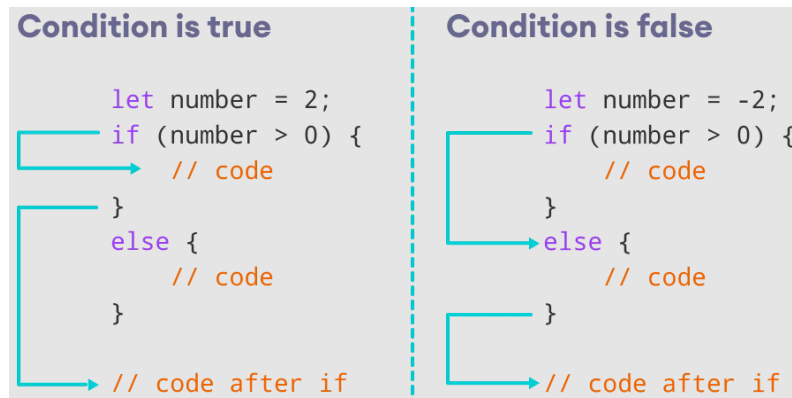 Condition is true
let number = 2;
if (number > 0) {
// code
}
else {
// code
}
// code after if
Condition is false
let number = -2;
if (number > 0) {
// code
}
else {
// code
}
// code after if